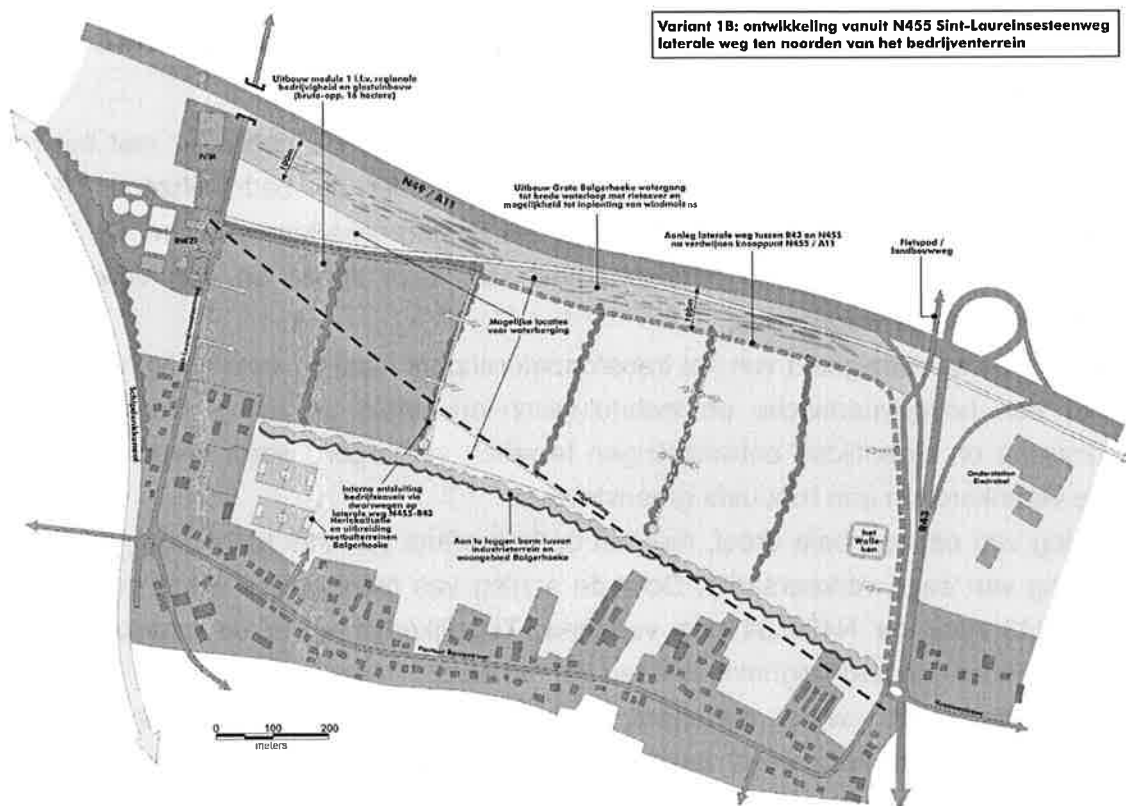 Variant 1B: ontwikkeling vanuit N455 Sint-Laureinsesteenweg
laterale weg ten noorden van het bedrijventerrein
Uitbouw module 1 i.f.v. regionale
bedrijvigheid en glastuinbouw
(bruto-opp. 16 hectare)
100m
N49 / A11
Uitbouw Grote Balgerhoeke watergang
tot brede waterloop met rietoever en
mogelijkheid tot inplanting van windmolens
Aanleg laterale weg tussen R43 en N455
na verdwijnen knooppunt N455 / A11
Fietspad /
landbouwweg
100m
Mogelijke locaties
voor waterberging
Schipdonkkanaal
Interne ontsluiting
bedrijfskavels via
dwarswegen op
laterale weg N455-R43
Herlokalisatie
en uitbreiding
voetbalterreinen
Balgerhoeke
Aan te leggen berm tussen
industrieterrein en
woongebied Balgerhoeke
Onderstation
Electrabel
R43
het
Walle-
ken
0 100 200
meters